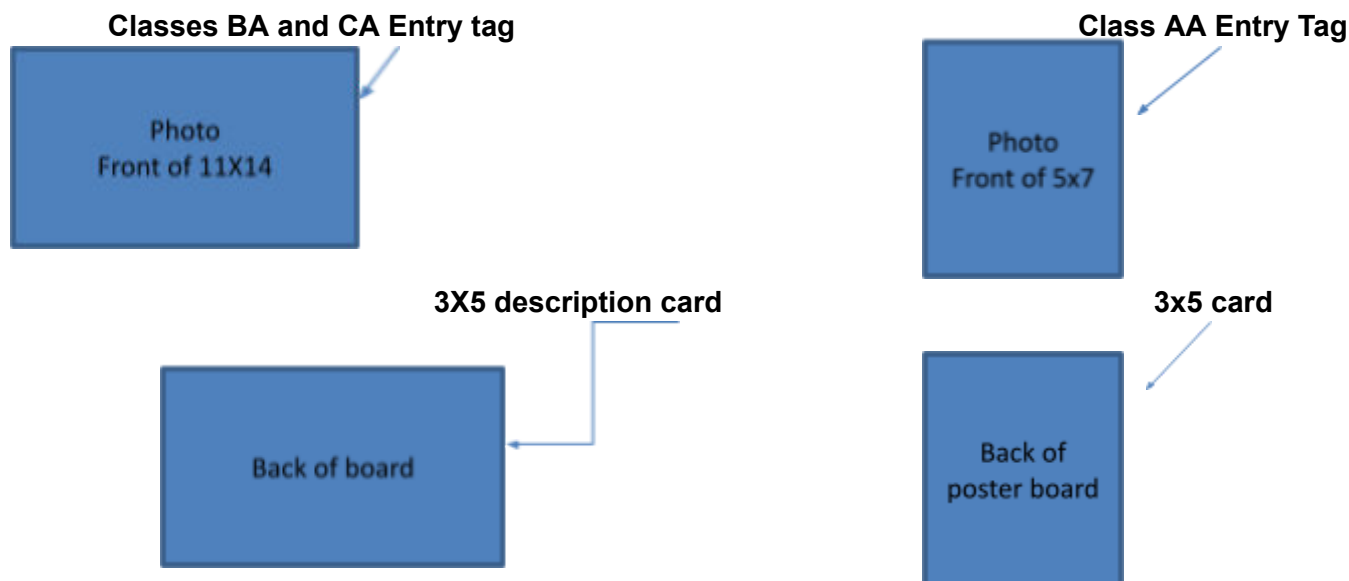 Classes BA and CA Entry tag
Class AA Entry Tag
Photo
Front of 11X14
Photo
Front of 5x7
3X5 description card
3x5 card
Back of board
Back of
poster board